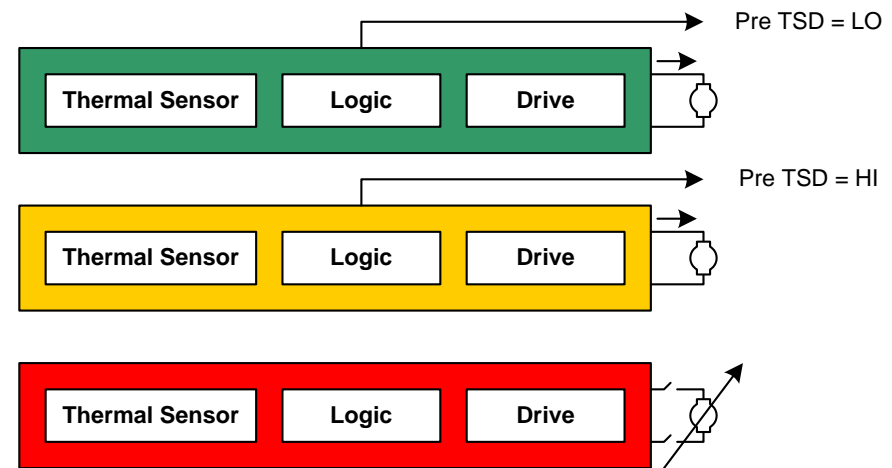 Pre TSD = LO
Thermal Sensor Logic Drive
Pre TSD = HI
Thermal Sensor Logic Drive
Thermal Sensor Logic Drive